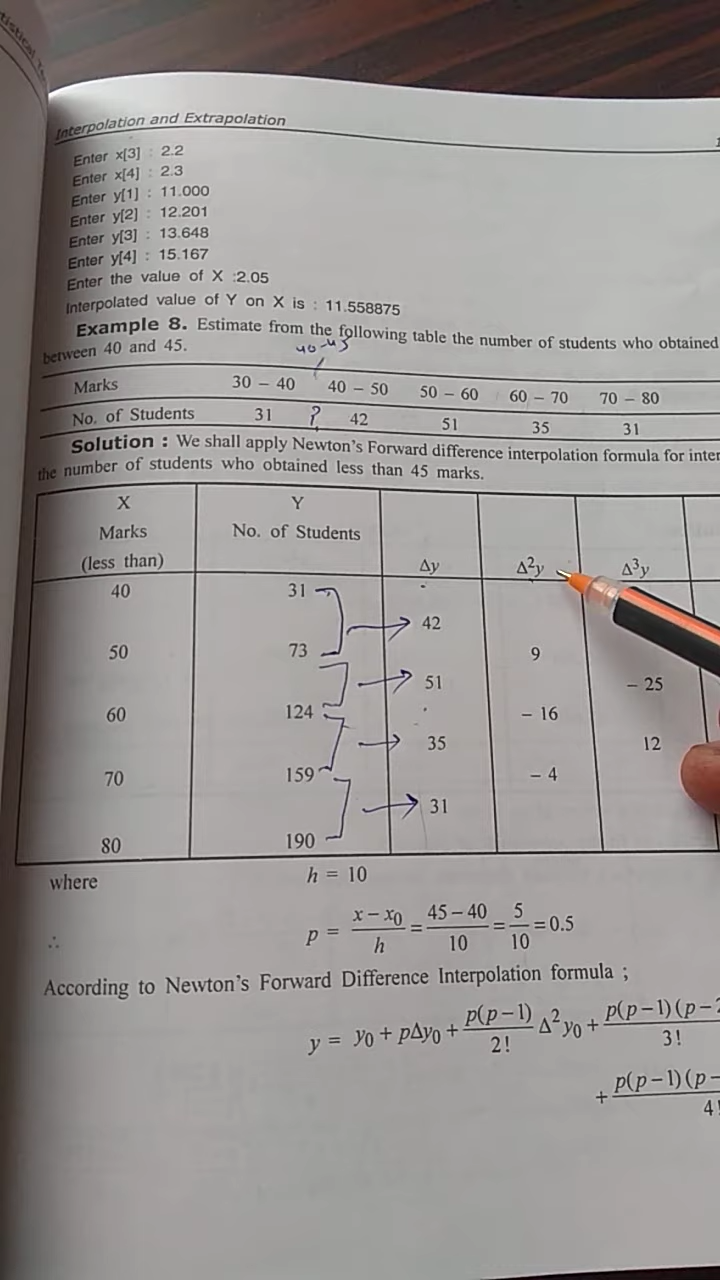 Interpolation and Extrapolation
Enter x[3] : 2.2
Enter x[4] : 2.3
Enter y[1] : 11.000
Enter y[2] : 12.201
Enter y[3] : 13.648
Enter y[4] : 15.167
Enter the value of X :2.05
Interpolated value of Y on X is : 11.558875
Example 8. Estimate from the following table the number of students who obtained
between 40 and 45.
40-45
Marks 30 – 40 40 – 50 50 – 60 60 – 70 70 – 80
No. of Students 31 ? 42 51 35 31
Solution : We shall apply Newton's Forward difference interpolation formula for
the number of students who obtained less than 45 marks.
X Y
Marks No. of Students
(less than) Δy Δ²y Δ³y
40 31
42
50 73 9
51 – 25
60 124 – 16
35 12
70 159 – 4
31
80 190
where h = 10
∴ p = x – x₀ / h = 45 – 40 / 10 = 5 / 10 = 0.5
According to Newton's Forward Difference Interpolation formula ;
y = y₀ + pΔy₀ + p(p–1) / 2! Δ²y₀ + p(p–1)(p– / 3!
+ p(p–1)(p– / 4!